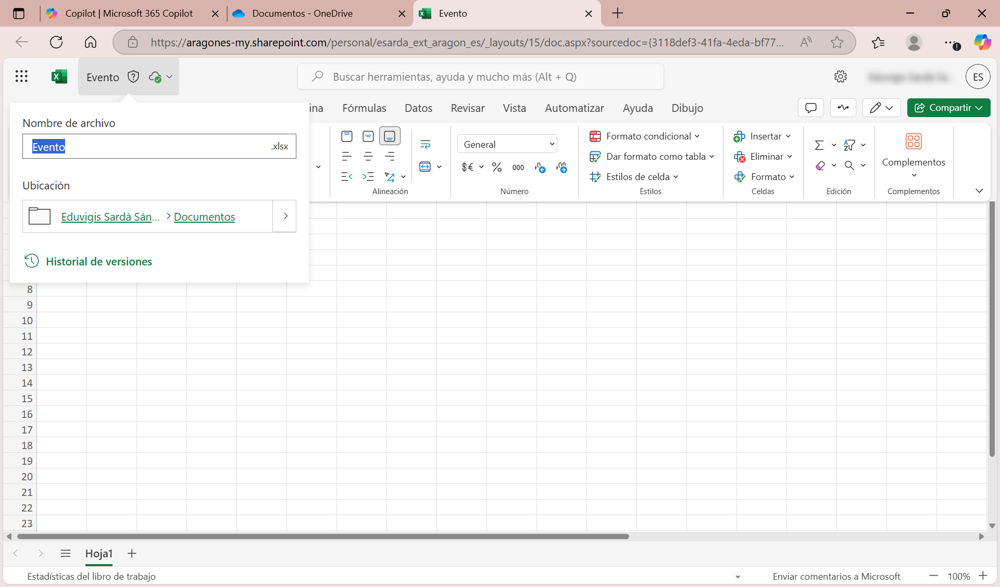 Copilot | Microsoft 365 Copilot
Documentos - OneDrive
Evento
https://aragones-my.sharepoint.com/personal/esarda_ext_aragon_es/_layouts/15/doc.aspx?sourcedoc={3118def3-41fa-4eda-bf77...
Evento
Buscar herramientas, ayuda y mucho más (Alt + Q)
ES
ina Fórmulas Datos Revisar Vista Automatizar Ayuda Dibujo
Compartir
Nombre de archivo
Evento .xlsx
Ubicación
Eduvigis Sardà Sán... > Documentos
Historial de versiones
Alineación
General
$€ % 000
Número
Formato condicional
Dar formato como tabla
Estilos de celda
Estilos
Insertar
Eliminar
Formato
Celdas
Edición
Complementos
Complementos
8
9
10
11
12
13
14
15
16
17
18
19
20
21
22
23
Hoja1
Estadísticas del libro de trabajo
Enviar comentarios a Microsoft
100%